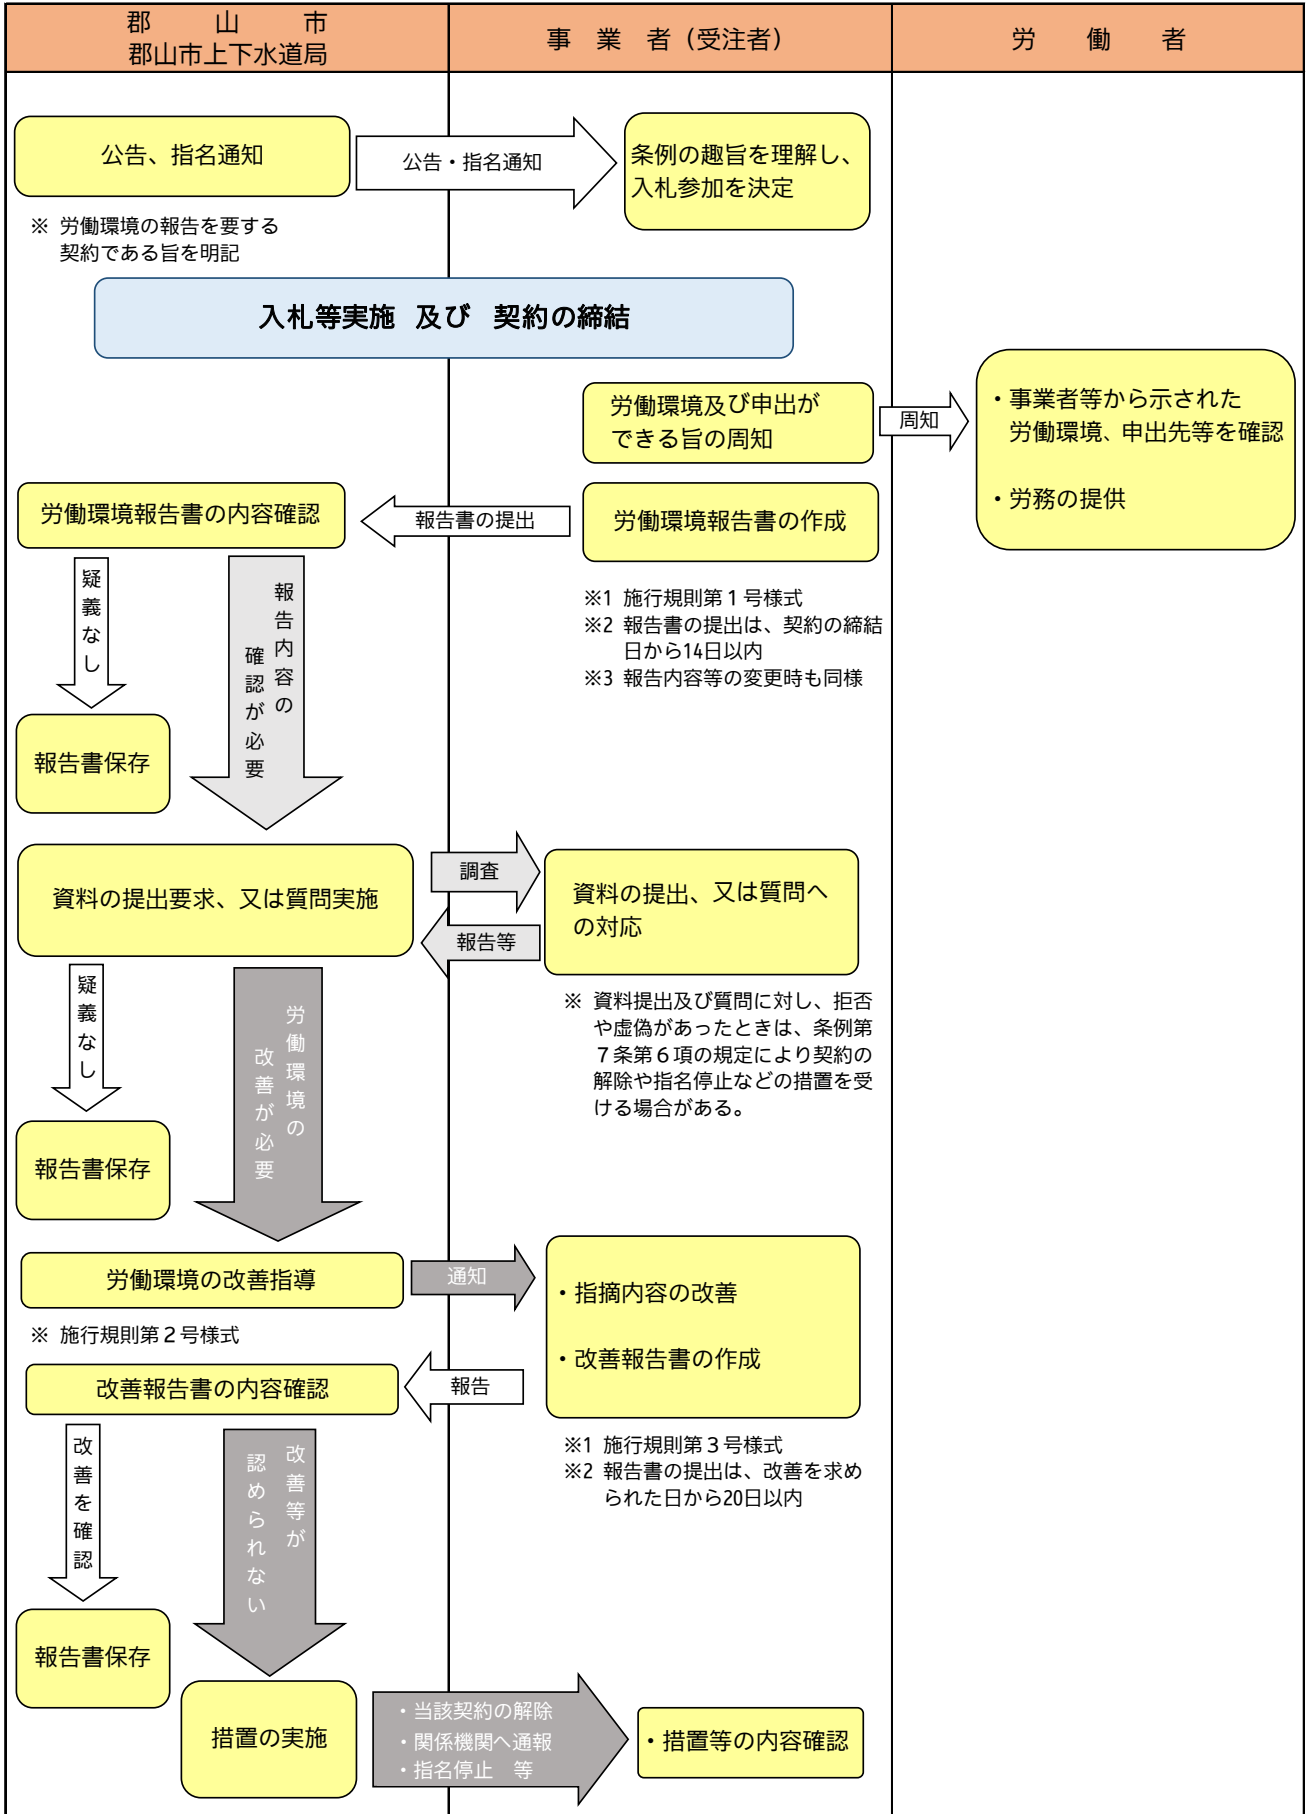 郡　山　市
郡山市上下水道局
事　業　者（受注者）
労　働　者
公告、指名通知
公告・指名通知
条例の趣旨を理解し、
入札参加を決定
※ 労働環境の報告を要する
契約である旨を明記
入札等実施 及び 契約の締結
労働環境及び申出が
できる旨の周知
周知
・事業者等から示された
労働環境、申出先等を確認
・労務の提供
労働環境報告書の内容確認
報告書の提出
労働環境報告書の作成
※1 施行規則第１号様式
※2 報告書の提出は、契約の締結
日から14日以内
※3 報告内容等の変更時も同様
疑義なし
報告内容の
確認が必要
報告書保存
資料の提出要求、又は質問実施
調査
報告等
資料の提出、又は質問へ
の対応
※ 資料提出及び質問に対し、拒否
や虚偽があったときは、条例第
７条第６項の規定により契約の
解除や指名停止などの措置を受
ける場合がある。
疑義なし
労働環境の
改善が必要
報告書保存
労働環境の改善指導
通知
・指摘内容の改善
・改善報告書の作成
※ 施行規則第２号様式
改善報告書の内容確認
報告
※1 施行規則第３号様式
※2 報告書の提出は、改善を求め
られた日から20日以内
改善を確認
改善等が
認められない
報告書保存
措置の実施
・当該契約の解除
・関係機関へ通報
・指名停止　等
・措置等の内容確認